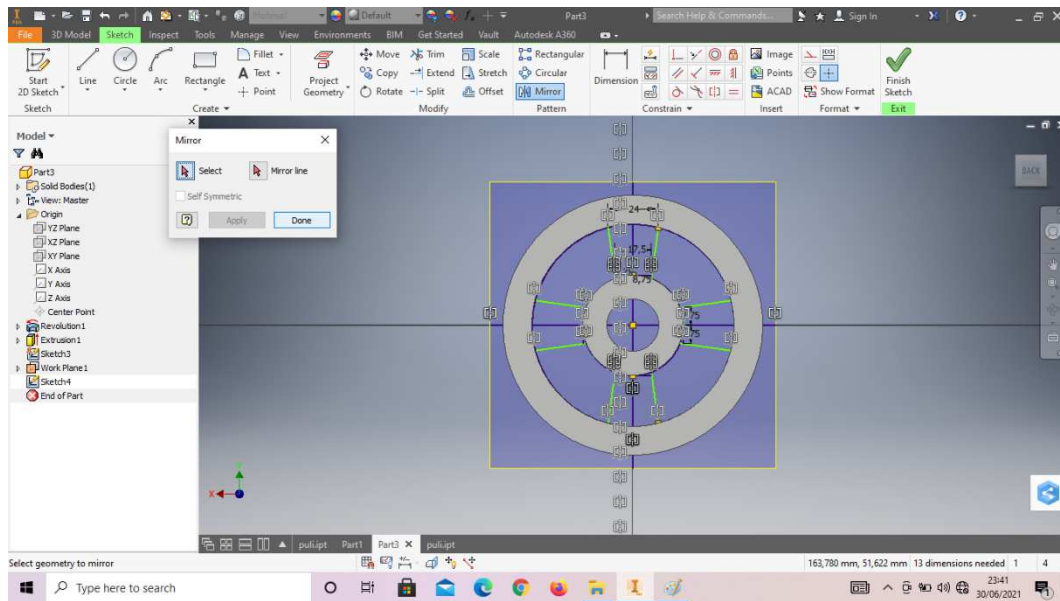 Material Default Part3 Search Help & Commands... Sign In
File 3D Model Sketch Inspect Tools Manage View Environments BIM Get Started Vault Autodesk A360
Start
2D Sketch
Line
Circle
Arc
Rectangle
Fillet
Text
Point
Project
Geometry
Move Trim Scale Rectangular
Copy Extend Stretch Circular
Rotate Split Offset Mirror
Dimension
Image
Points
ACAD
Show Format
Finish
Sketch
Sketch Create Modify Pattern Constrain Insert Format Exit
Model
Part3
Solid Bodies(1)
View: Master
Origin
YZ Plane
XZ Plane
XY Plane
X Axis
Y Axis
Z Axis
Center Point
Revolution1
Extrusion1
Sketch3
Work Plane1
Sketch4
End of Part
Mirror
Select Mirror line
Self Symmetric
Apply Done
BACK
24
17,5
6,75
75
75
X
puli.ipt Part1 Part3 puli.ipt
Select geometry to mirror 163,780 mm, 51,622 mm 13 dimensions needed 1 4
Type here to search
23:41
30/06/2021